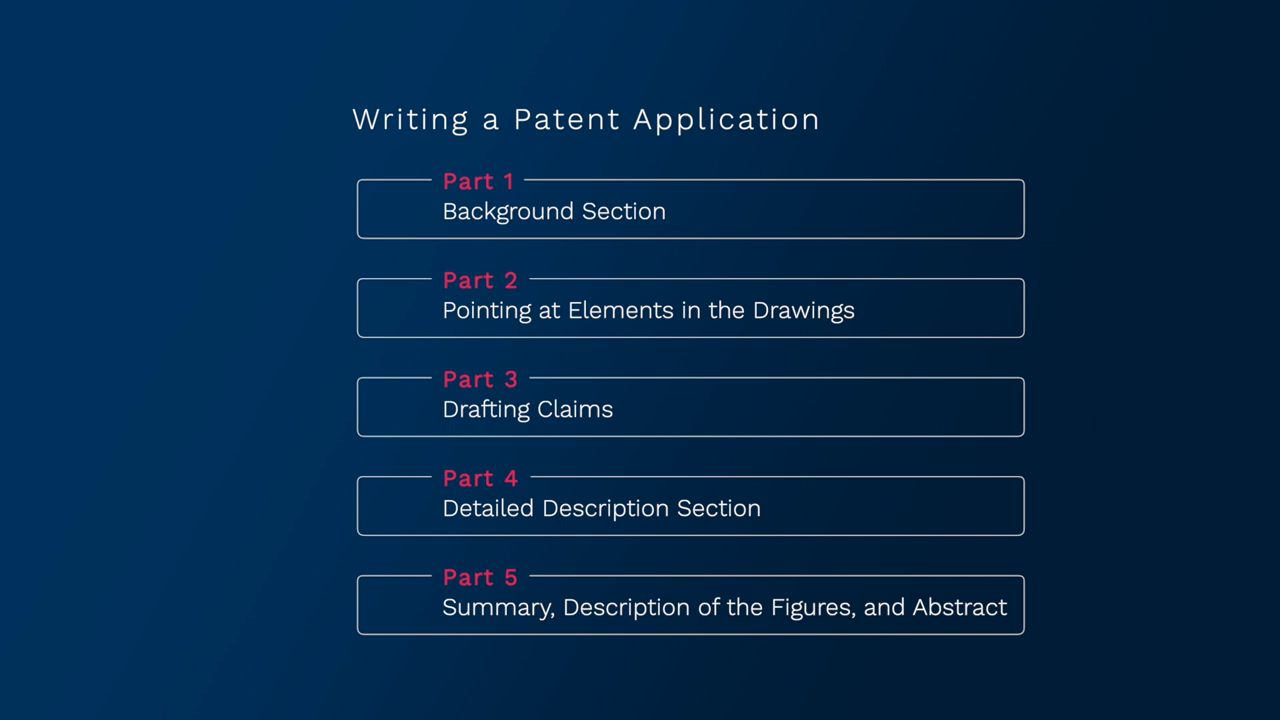 Writing a Patent Application
Part 1
Background Section
Part 2
Pointing at Elements in the Drawings
Part 3
Drafting Claims
Part 4
Detailed Description Section
Part 5
Summary, Description of the Figures, and Abstract